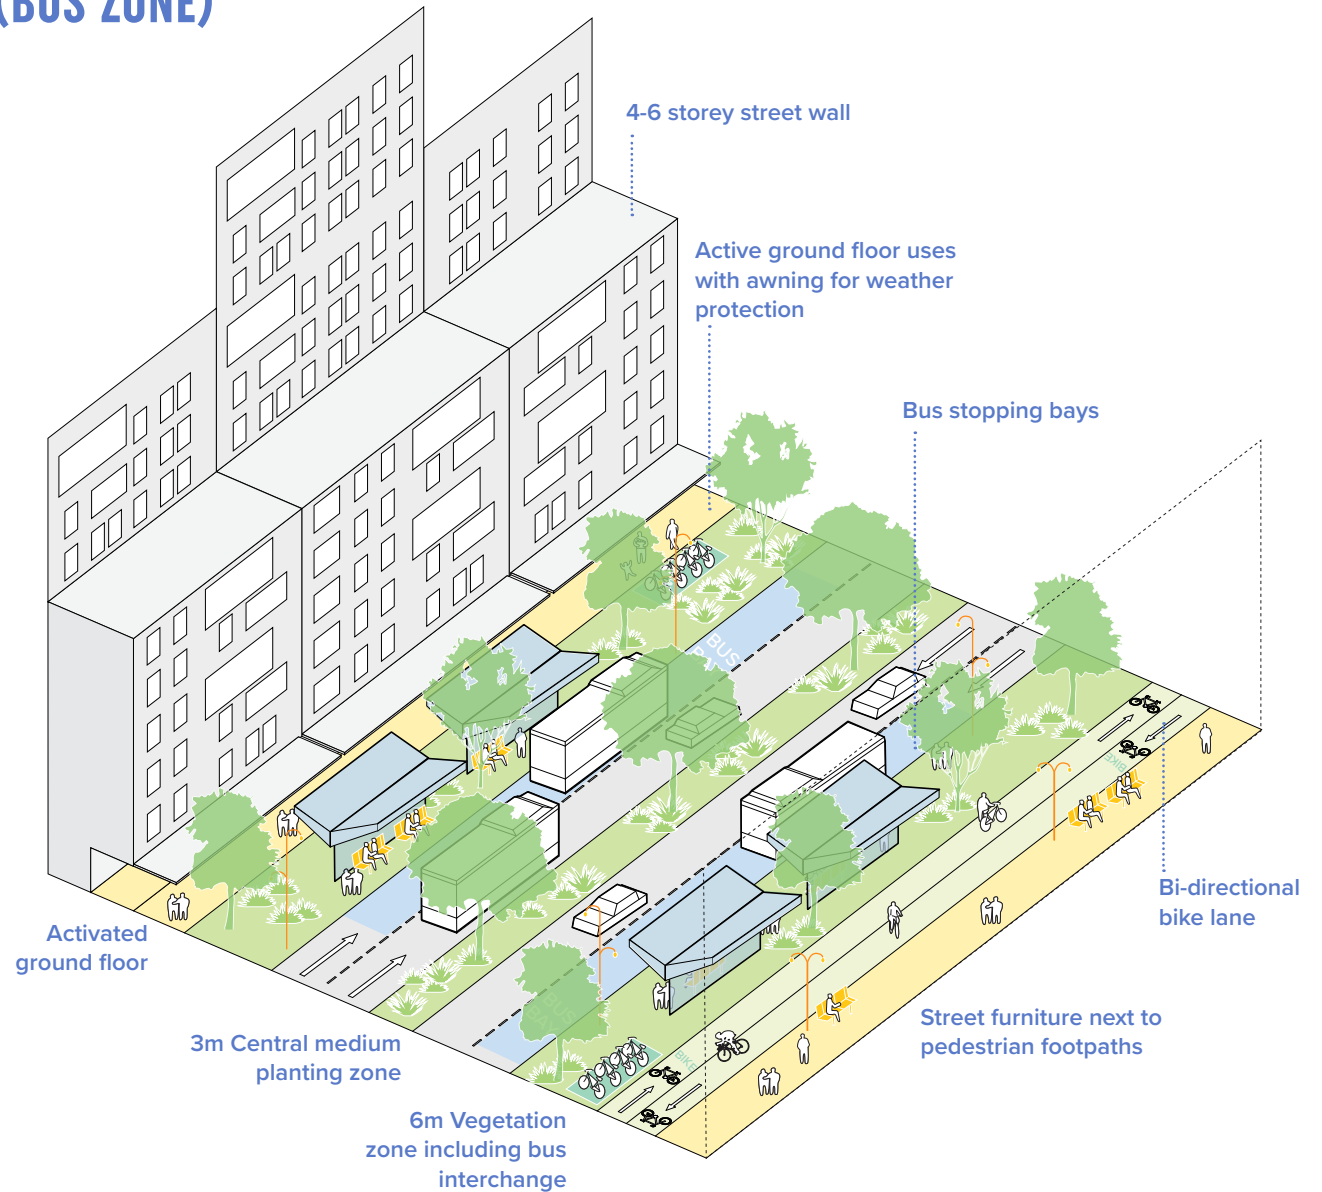 (BUS ZONE)
4-6 storey street wall
Active ground floor uses
with awning for weather
protection
Bus stopping bays
BUS
BIKE
Bi-directional
bike lane
Activated
ground floor
BUS
BAY
Street furniture next to
pedestrian footpaths
3m Central medium
planting zone
BIKE
6m Vegetation
zone including bus
interchange